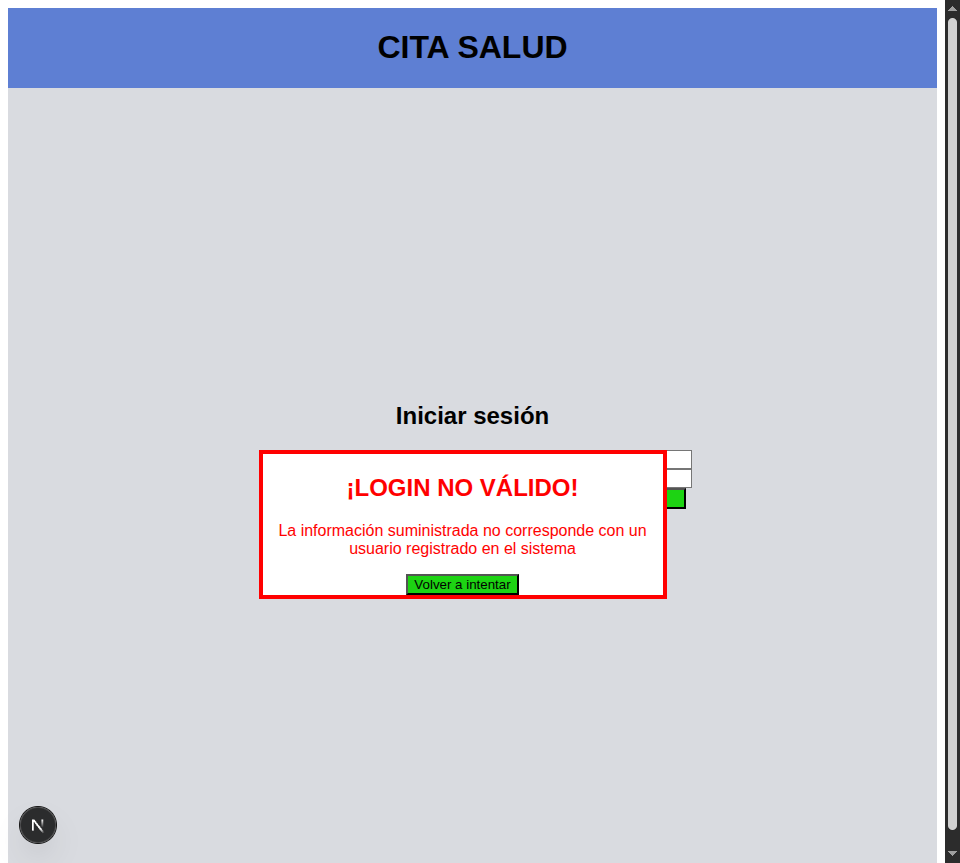 CITA SALUD
Iniciar sesión
¡LOGIN NO VÁLIDO!
La información suministrada no corresponde con un
usuario registrado en el sistema
Volver a intentar
N